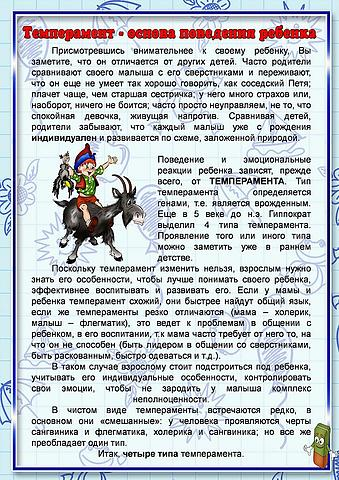 Темперамент - основа поведения ребенка
Присмотревшись внимательнее к своему ребенку, Вы
заметите, что он отличается от других детей. Часто родители
сравнивают своего малыша с его сверстниками и переживают,
что он еще не умеет так хорошо говорить, как соседский Петя;
плачет чаще, чем старшая сестричка, у него много страхов или,
наоборот, ничего не боится; часто просто неуправляем, не то, что
спокойная девочка, живущая напротив. Сравнивая детей,
родители забывают, что каждый малыш уже с рождения
индивидуален и развивается по схеме, заложенной природой.
Поведение и эмоциональные
реакции ребенка зависят, прежде
всего, от ТЕМПЕРАМЕНТА. Тип
темперамента определяется
генами, т.е. является врожденным.
Еще в 5 веке до н.э. Гиппократ
выделил 4 типа темперамента.
Проявление того или иного типа
можно заметить уже в раннем
детстве.
Поскольку темперамент изменить нельзя, взрослым нужно
знать его особенности, чтобы лучше понимать своего ребенка,
эффективнее воспитывать и развивать его. Если у мамы и
ребенка темперамент схожий, они быстрее найдут общий язык,
если же темпераменты резко отличаются (мама – холерик,
малыш – флегматик), это ведет к проблемам в общении с
ребенком, в его воспитании, т.к мама часто требует от него то, на
что он не способен (быть лидером в общении со сверстниками,
быть раскованным, быстро одеваться и т.д.).
В таком случае взрослому стоит подстроиться под ребенка,
учитывать его индивидуальные особенности, контролировать
свои эмоции, чтобы не зародить у малыша комплекс
неполноценности.
В чистом виде темпераменты встречаются редко, в
основном они «смешанные»: у человека проявляются черты
сангвиника и флегматика, холерика и сангвиника; но все же
преобладает один тип.
Итак, четыре типа темперамента.